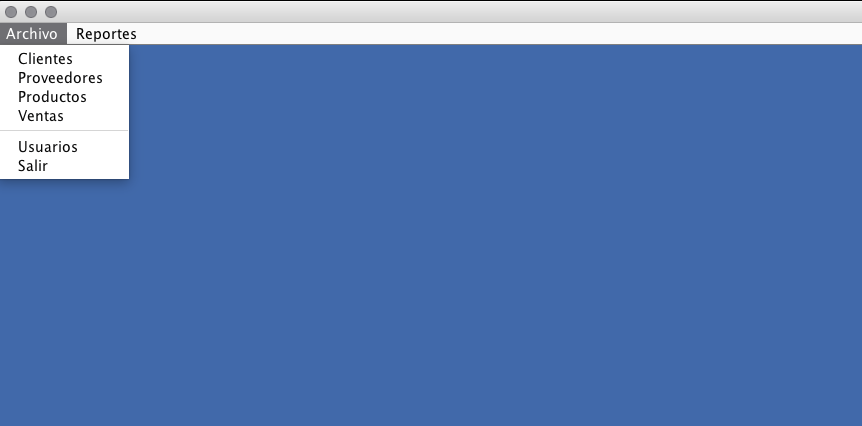 Archivo Reportes
Clientes
Proveedores
Productos
Ventas
Usuarios
Salir